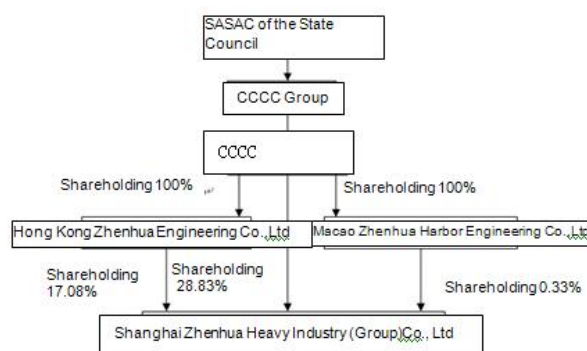 SASAC of the State
Council
CCCC Group
CCCC
Shareholding 100%
Shareholding 100%
Hong Kong Zhenhua Engineering Co.,Ltd
Macao Zhenhua Harbor Engineering Co.,Ltd
Shareholding
17.08%
Shareholding
28.83%
Shareholding 0.33%
Shanghai Zhenhua Heavy Industry (Group)Co., Ltd